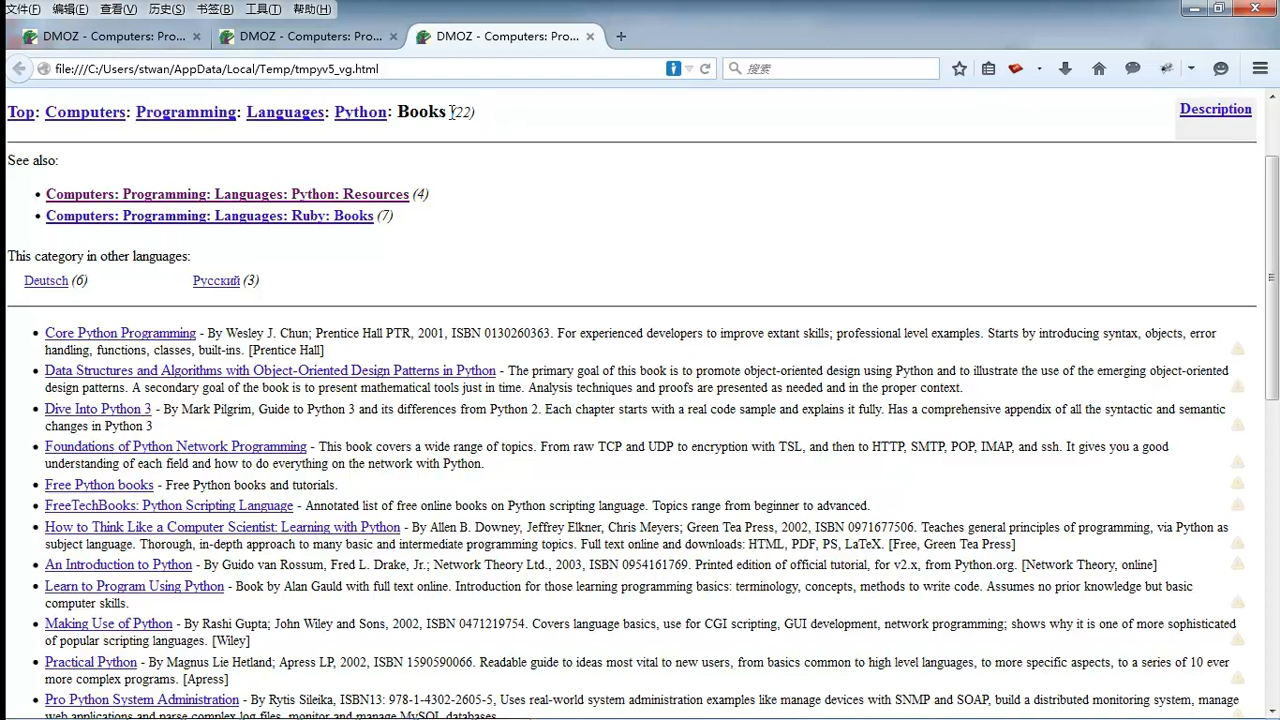 文件(F) 编辑(E) 查看(V) 历史(S) 书签(B) 工具(T) 帮助(H)
DMOZ - Computers: Pro... × DMOZ - Computers: Pro... × DMOZ - Computers: Pro... × +
file:///C:/Users/stwan/AppData/Local/Temp/tmpyv5_vg.html 搜索
Top: Computers: Programming: Languages: Python: Books (22)
Description
See also:
• Computers: Programming: Languages: Python: Resources (4)
• Computers: Programming: Languages: Ruby: Books (7)
This category in other languages:
Deutsch (6) Русский (3)
• Core Python Programming - By Wesley J. Chun; Prentice Hall PTR, 2001, ISBN 0130260363. For experienced developers to improve extant skills; professional level examples. Starts by introducing syntax, objects, error
handling, functions, classes, built-ins. [Prentice Hall]
• Data Structures and Algorithms with Object-Oriented Design Patterns in Python - The primary goal of this book is to promote object-oriented design using Python and to illustrate the use of the emerging object-oriented
design patterns. A secondary goal of the book is to present mathematical tools just in time. Analysis techniques and proofs are presented as needed and in the proper context.
• Dive Into Python 3 - By Mark Pilgrim, Guide to Python 3 and its differences from Python 2. Each chapter starts with a real code sample and explains it fully. Has a comprehensive appendix of all the syntactic and semantic
changes in Python 3
• Foundations of Python Network Programming - This book covers a wide range of topics. From raw TCP and UDP to encryption with TSL, and then to HTTP, SMTP, POP, IMAP, and ssh. It gives you a good
understanding of each field and how to do everything on the network with Python.
• Free Python books - Free Python books and tutorials.
• FreeTechBooks: Python Scripting Language - Annotated list of free online books on Python scripting language. Topics range from beginner to advanced.
• How to Think Like a Computer Scientist: Learning with Python - By Allen B. Downey, Jeffrey Elkner, Chris Meyers; Green Tea Press, 2002, ISBN 0971677506. Teaches general principles of programming, via Python as
subject language. Thorough, in-depth approach to many basic and intermediate programming topics. Full text online and downloads: HTML, PDF, PS, LaTeX. [Free, Green Tea Press]
• An Introduction to Python - By Guido van Rossum, Fred L. Drake, Jr.; Network Theory Ltd., 2003, ISBN 0954161769. Printed edition of official tutorial, for v2.x, from Python.org. [Network Theory, online]
• Learn to Program Using Python - Book by Alan Gauld with full text online. Introduction for those learning programming basics: terminology, concepts, methods to write code. Assumes no prior knowledge but basic
computer skills.
• Making Use of Python - By Rashi Gupta; John Wiley and Sons, 2002, ISBN 0471219754. Covers language basics, use for CGI scripting, GUI development, network programming; shows why it is one of more sophisticated
of popular scripting languages. [Wiley]
• Practical Python - By Magnus Lie Hetland; Apress LP, 2002, ISBN 1590590066. Readable guide to ideas most vital to new users, from basics common to high level languages, to more specific aspects, to a series of 10 ever
more complex programs. [Apress]
• Pro Python System Administration - By Rytis Sileika, ISBN13: 978-1-4302-2605-5, Uses real-world system administration examples like manage devices with SNMP and SOAP, build a distributed monitoring system, manage
web applications and parse complex log files, monitor and manage MySQL databases.